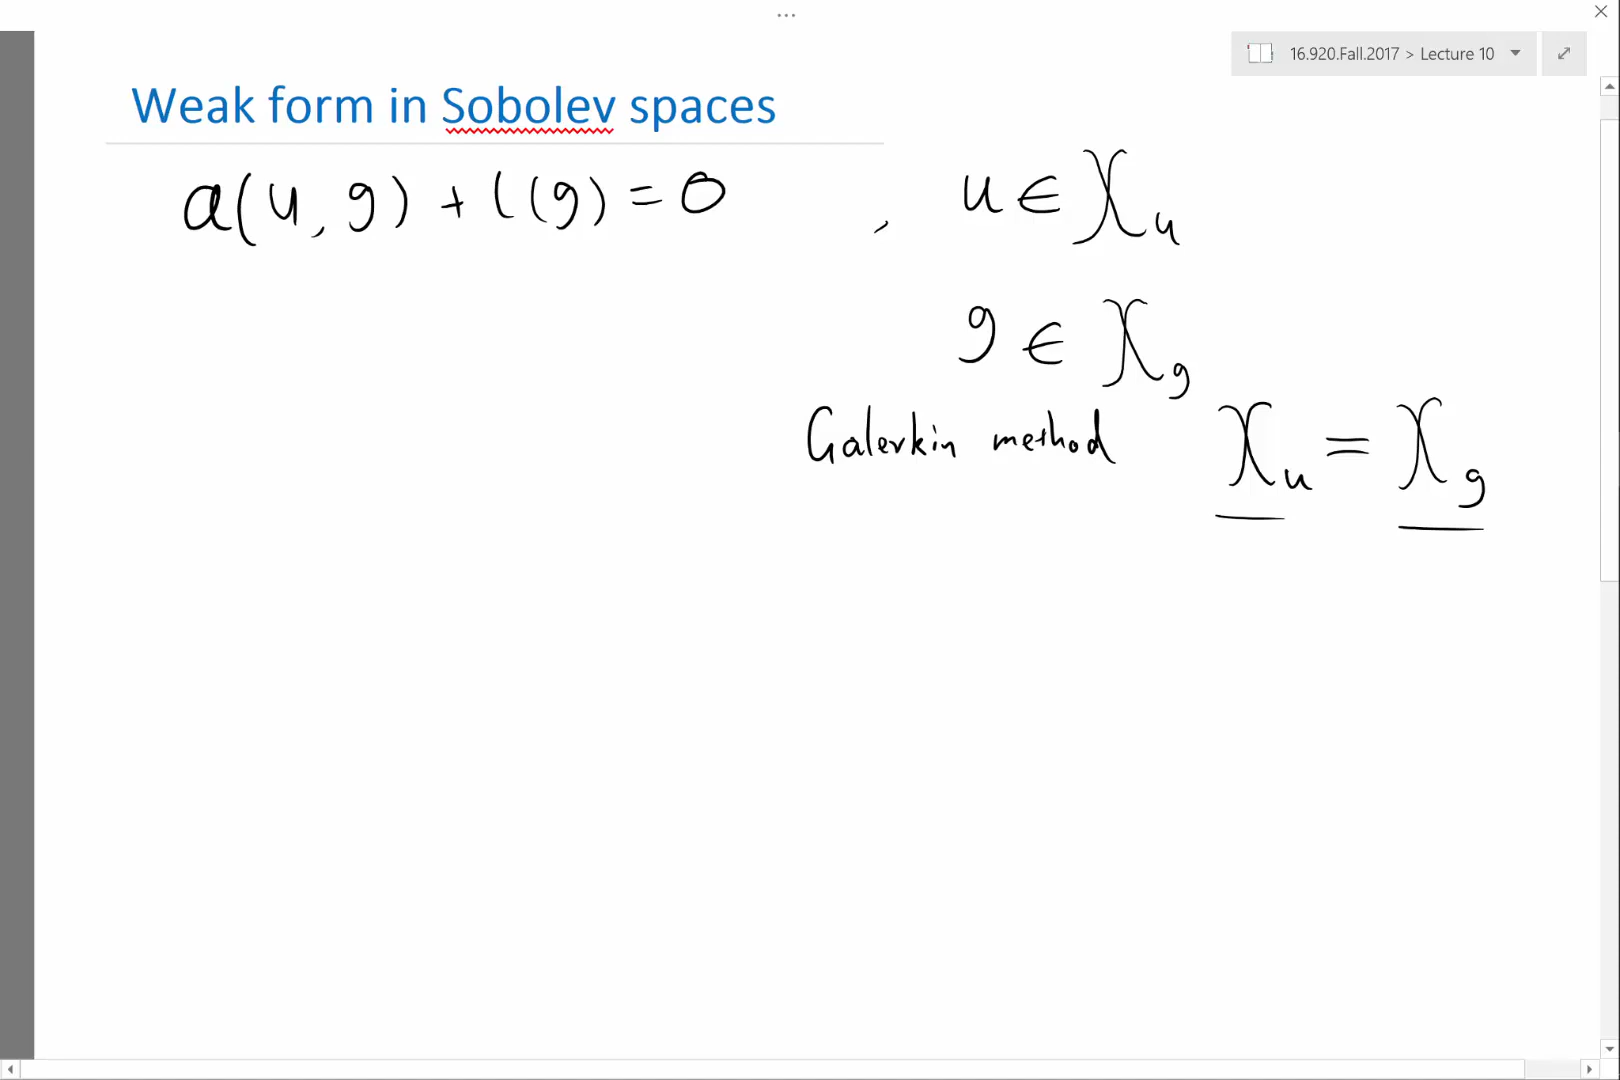 ...
16.920.Fall.2017 > Lecture 10
Weak form in Sobolev spaces
a(u, g) + l(g) = 0 , u ∈ X_u
g ∈ X_g
Galerkin method X_u = X_g